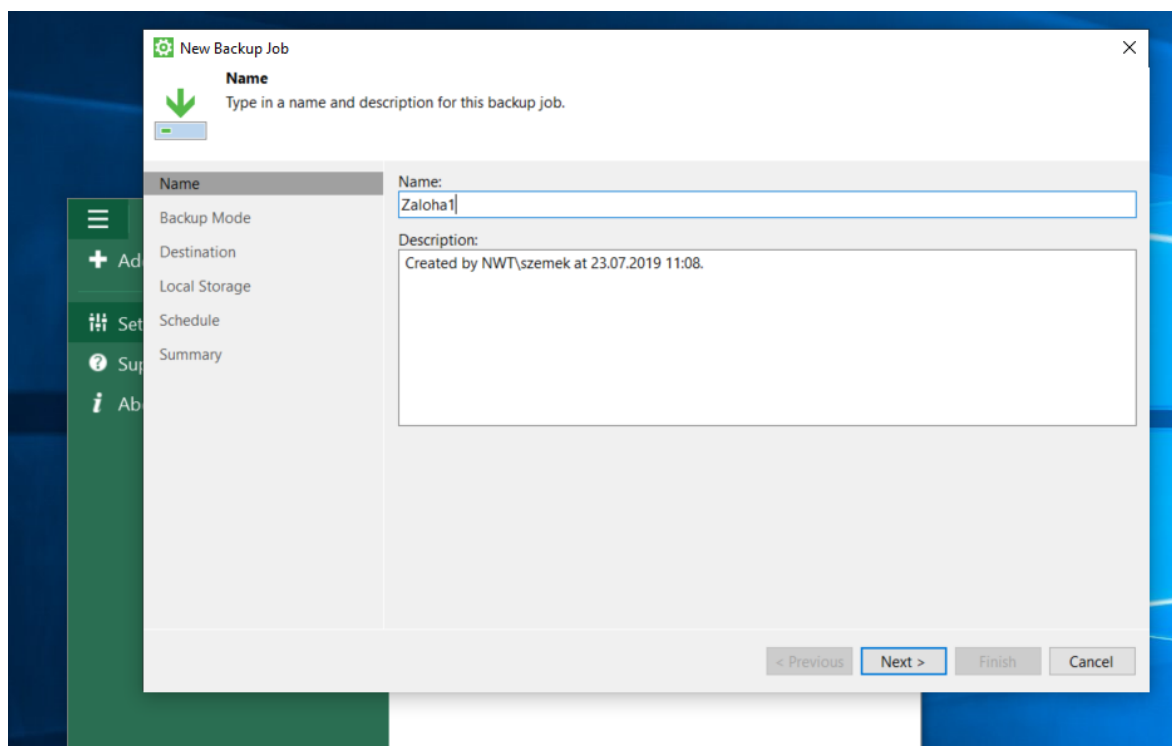 New Backup Job
Name
Type in a name and description for this backup job.
Name
Backup Mode
Destination
Local Storage
Schedule
Summary
Name:
Zaloha1
Description:
Created by NWT\szemek at 23.07.2019 11:08.
< Previous
Next >
Finish
Cancel